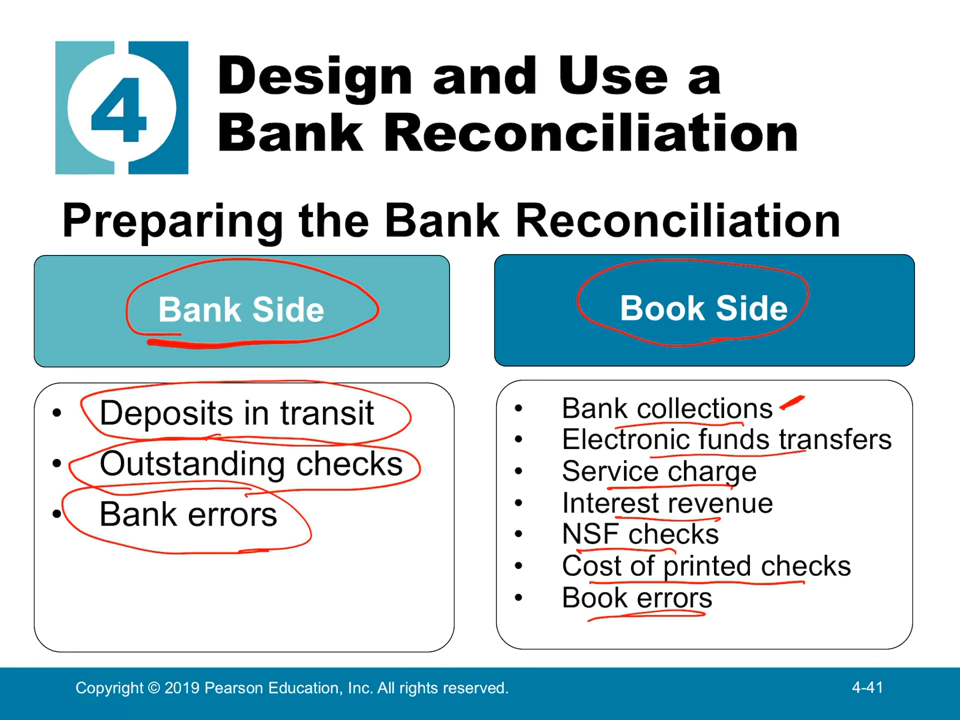 4
Design and Use a
Bank Reconciliation
Preparing the Bank Reconciliation
Bank Side
• Deposits in transit
• Outstanding checks
• Bank errors
Book Side
• Bank collections
• Electronic funds transfers
• Service charge
• Interest revenue
• NSF checks
• Cost of printed checks
• Book errors
Copyright © 2019 Pearson Education, Inc. All rights reserved.
4-41